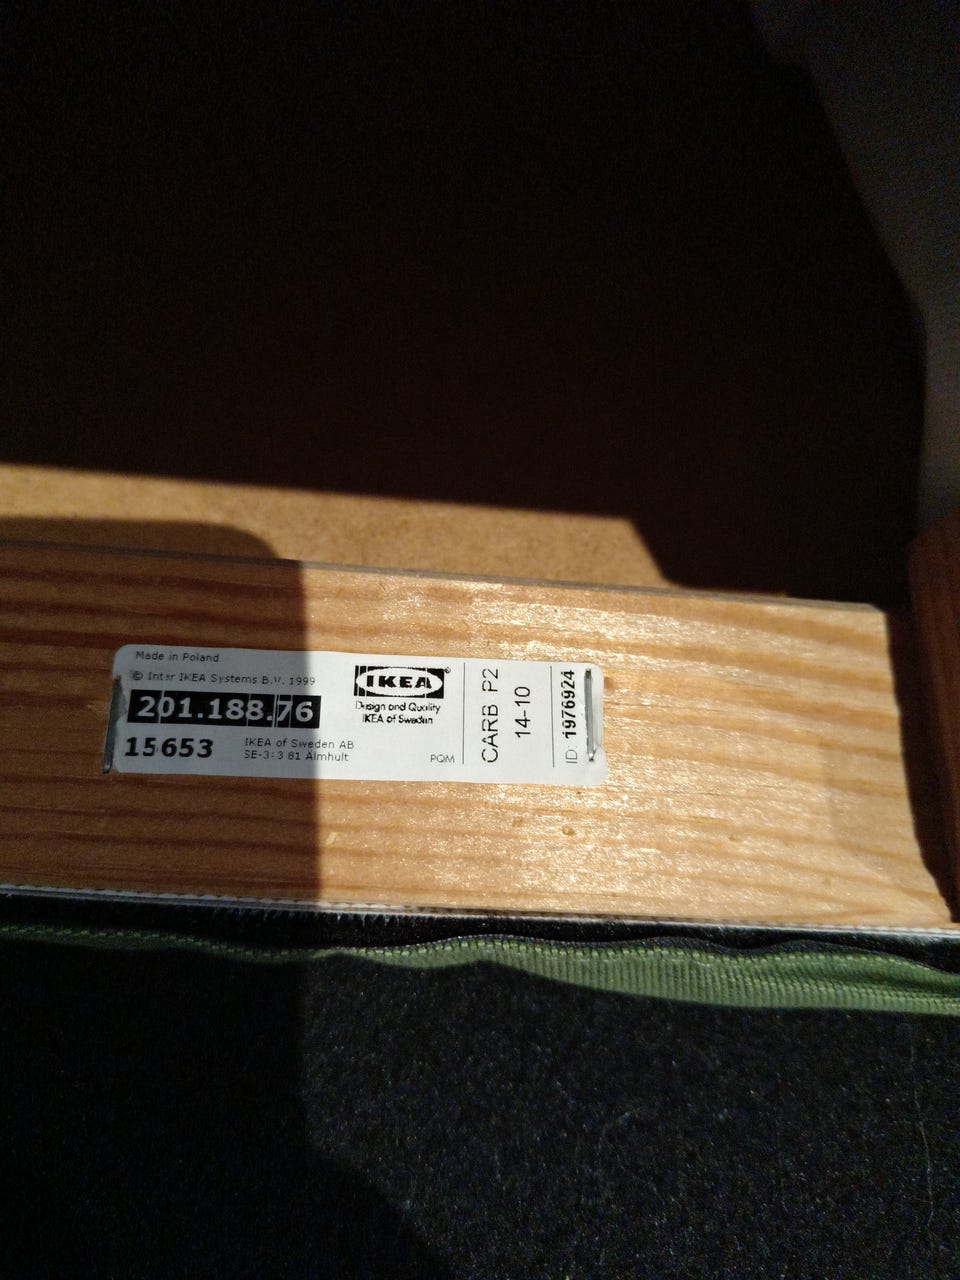 Made in Poland
© Inter IKEA Systems B.V. 1999
201.188.76
15653
IKEA of Sweden AB
SE-343 81 Älmhult
IKEA®
Design and Quality
IKEA of Sweden
PQM
CARB P2
14-10
ID 1976924